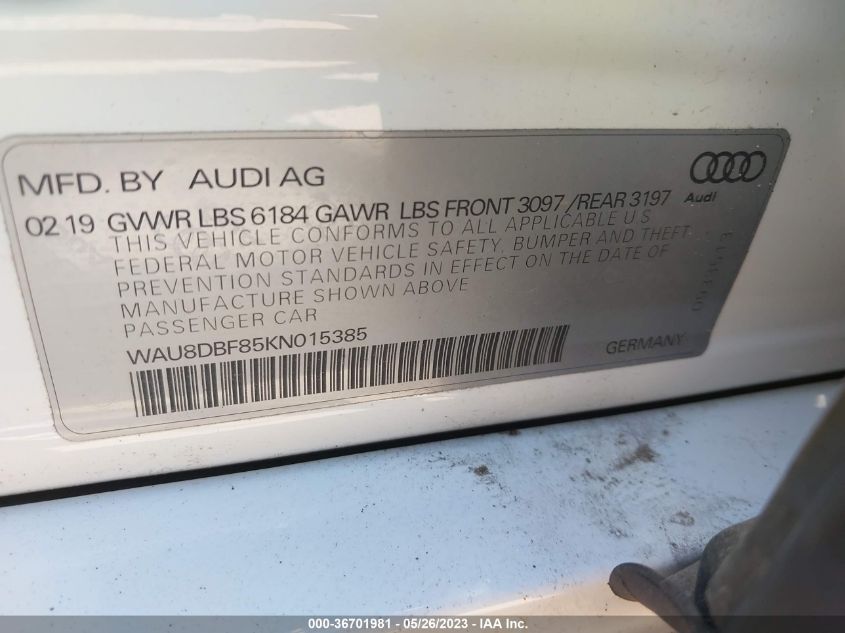 MFD. BY AUDI AG
Audi
02 19 GVWR LBS 6184 GAWR LBS FRONT 3097 / REAR 3197
THIS VEHICLE CONFORMS TO ALL APPLICABLE U S
FEDERAL MOTOR VEHICLE SAFETY, BUMPER AND THEFT
PREVENTION STANDARDS IN EFFECT ON THE DATE OF
MANUFACTURE SHOWN ABOVE
PASSENGER CAR
WAU8DBF85KN015385
GERMANY
000-36701981 - 05/26/2023 - IAA Inc.